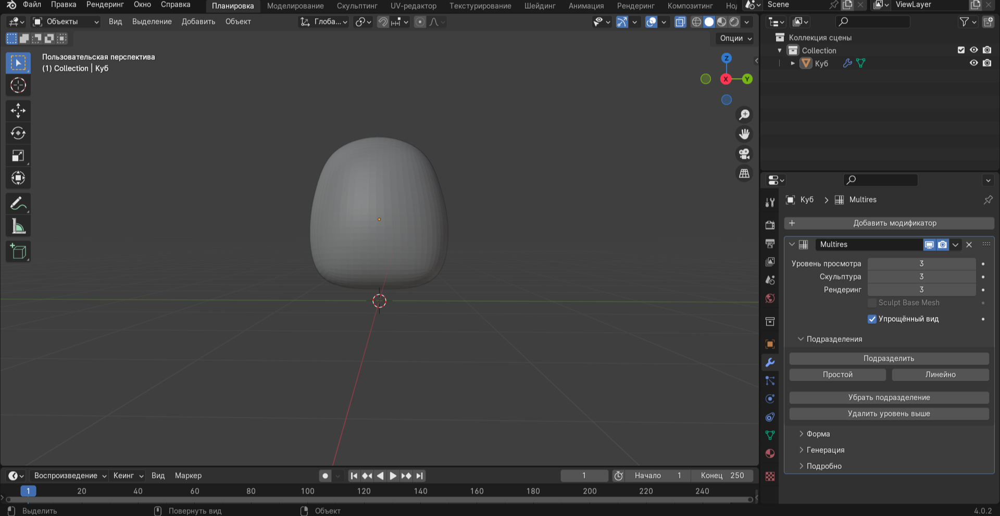 Файл Правка Рендеринг Окно Справка Планировка Моделирование Скульптинг UV-редактор Текстурирование Шейдинг Анимация Рендеринг Композитинг Scene ViewLayer
Объекты Вид Выделение Добавить Объект Глоба...
Опции
Пользовательская перспектива
(1) Collection | Куб
Z
X Y
Коллекция сцены
Collection
Куб
Куб > Multires
+ Добавить модификатор
Multires
Уровень просмотра 3
Скульптура 3
Рендеринг 3
Sculpt Base Mesh
Упрощённый вид
Подразделения
Подразделить
Простой Линейно
Убрать подразделение
Удалить уровень выше
Форма
Генерация
Подробно
Воспроизведение Кеинг Вид Маркер 1 Начало 1 Конец 250
1 20 40 60 80 100 120 140 160 180 200 220 240
Выделить Повернуть вид Объект 4.0.2